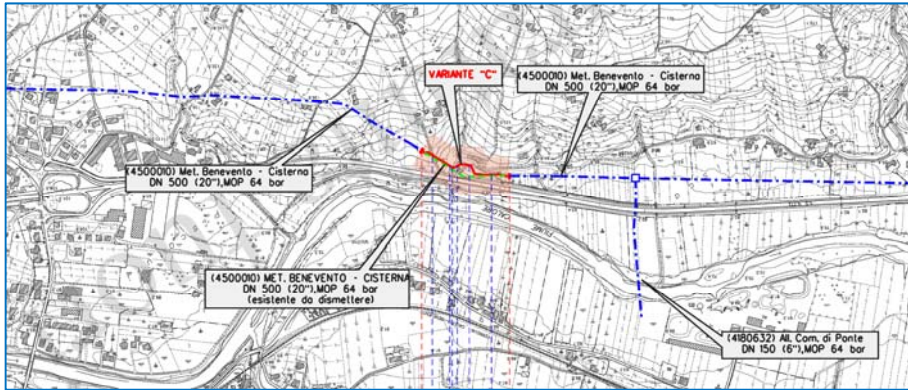 VARIANTE "C"
(4500010) Met. Benevento - Cisterna
DN 500 (20"),MOP 64 bar
(4500010) Met. Benevento - Cisterna
DN 500 (20"),MOP 64 bar
(4500010) MET. BENEVENTO - CISTERNA
DN 500 (20"),MOP 64 bar
(esistente da dismettere)
FIUME
CALORE
(4180632) All. Com. di Ponte
DN 150 (6"),MOP 64 bar